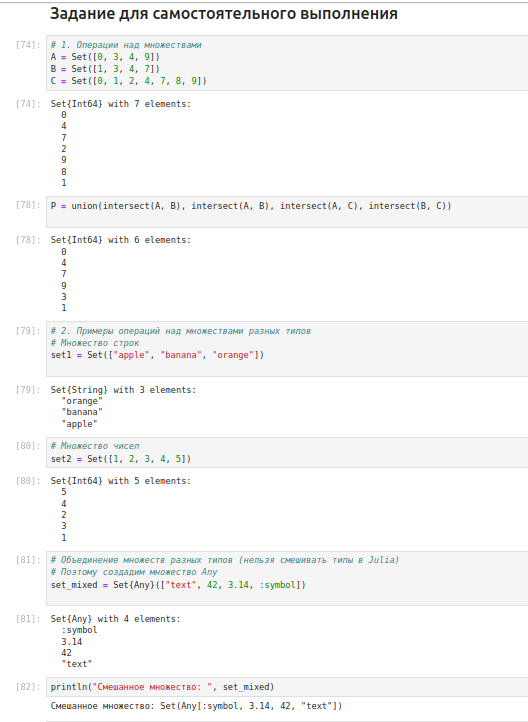 Задание для самостоятельного выполнения
[74]: # 1. Операции над множествами
A = Set([0, 3, 4, 9])
B = Set([1, 3, 4, 7])
C = Set([0, 1, 2, 4, 7, 8, 9])
[74]: Set{Int64} with 7 elements:
0
4
7
2
9
8
1
[78]: P = union(intersect(A, B), intersect(A, B), intersect(A, C), intersect(B, C))
[78]: Set{Int64} with 6 elements:
0
4
7
9
3
1
[79]: # 2. Примеры операций над множествами разных типов
# Множество строк
set1 = Set(["apple", "banana", "orange"])
[79]: Set{String} with 3 elements:
"orange"
"banana"
"apple"
[80]: # Множество чисел
set2 = Set([1, 2, 3, 4, 5])
[80]: Set{Int64} with 5 elements:
5
4
2
3
1
[81]: # Объединение множеств разных типов (нельзя смешивать типы в Julia)
# Поэтому создадим множество Any
set_mixed = Set{Any}(["text", 42, 3.14, :symbol])
[81]: Set{Any} with 4 elements:
:symbol
3.14
42
"text"
[82]: println("Смешанное множество: ", set_mixed)
Смешанное множество: Set(Any[:symbol, 3.14, 42, "text"])